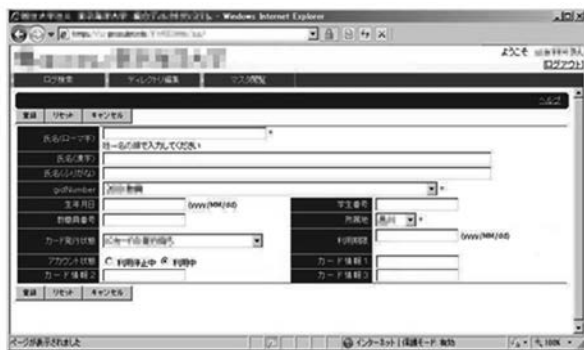 Windows Internet Explorer
ようこそ
ログアウト
ログ検索 ディレクトリ編集 マスタ閲覧
ヘルプ
登録 リセット キャンセル
氏名(ローマ字) *
姓→名の順で入力してください
氏名(漢字)
氏名(ふりがな)
gidNumber *
生年月日 (yyyy/MM/dd) 学生番号
教職員番号 所属地 *
カード発行状態 利用期限 (yyyy/MM/dd)
アカウント状態 利用停止中 利用中 カード情報1
カード情報2 カード情報3
登録 リセット キャンセル
ページが表示されました インターネット | 保護モード: 無効 100%